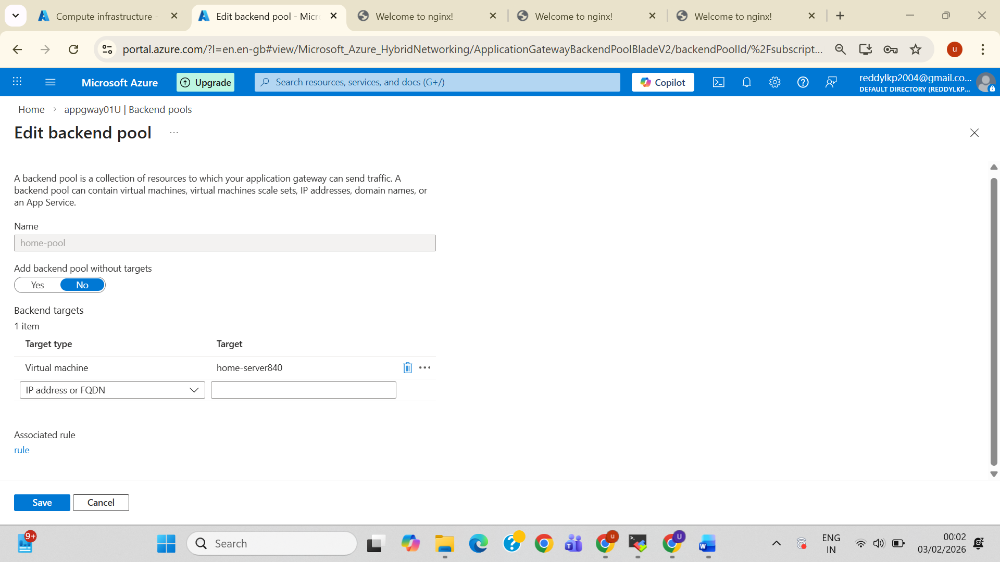 Compute infrastructure -
Edit backend pool - Micr
Welcome to nginx!
Welcome to nginx!
Welcome to nginx!
portal.azure.com/?l=en.en-gb#view/Microsoft_Azure_HybridNetworking/ApplicationGatewayBackendPoolBladeV2/backendPoolId/%2Fsubscript...
u
Microsoft Azure
Upgrade
Search resources, services, and docs (G+/)
Copilot
reddylkp2004@gmail.co...
DEFAULT DIRECTORY (REDDYLKP...
Home
appgway01U | Backend pools
Edit backend pool
A backend pool is a collection of resources to which your application gateway can send traffic. A
backend pool can contain virtual machines, virtual machines scale sets, IP addresses, domain names, or
an App Service.
Name
home-pool
Add backend pool without targets
Yes
No
Backend targets
1 item
Target type
Target
Virtual machine
home-server840
IP address or FQDN
Associated rule
rule
Save
Cancel
9+
Search
u
U
ENG
IN
00:02
03/02/2026